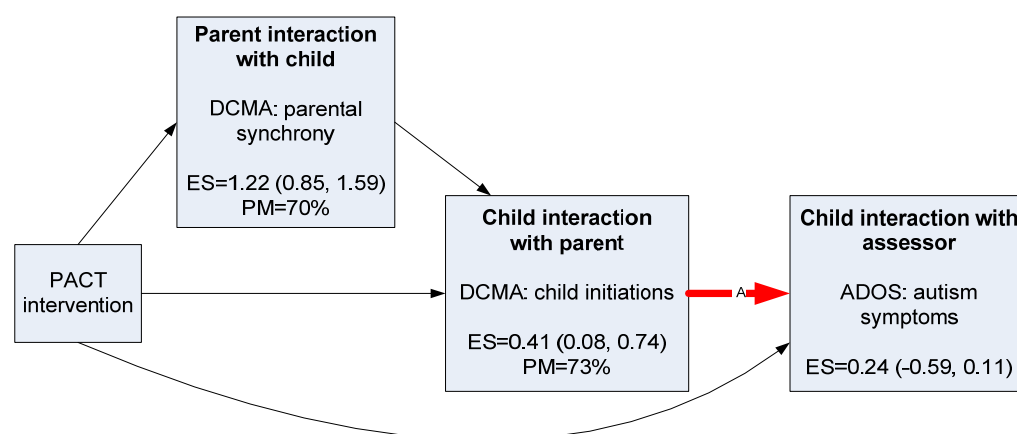 Parent interaction
with child
DCMA: parental
synchrony
ES=1.22 (0.85, 1.59)
PM=70%
PACT
intervention
Child interaction
with parent
DCMA: child initiations
ES=0.41 (0.08, 0.74)
PM=73%
A
Child interaction with
assessor
ADOS: autism
symptoms
ES=0.24 (-0.59, 0.11)